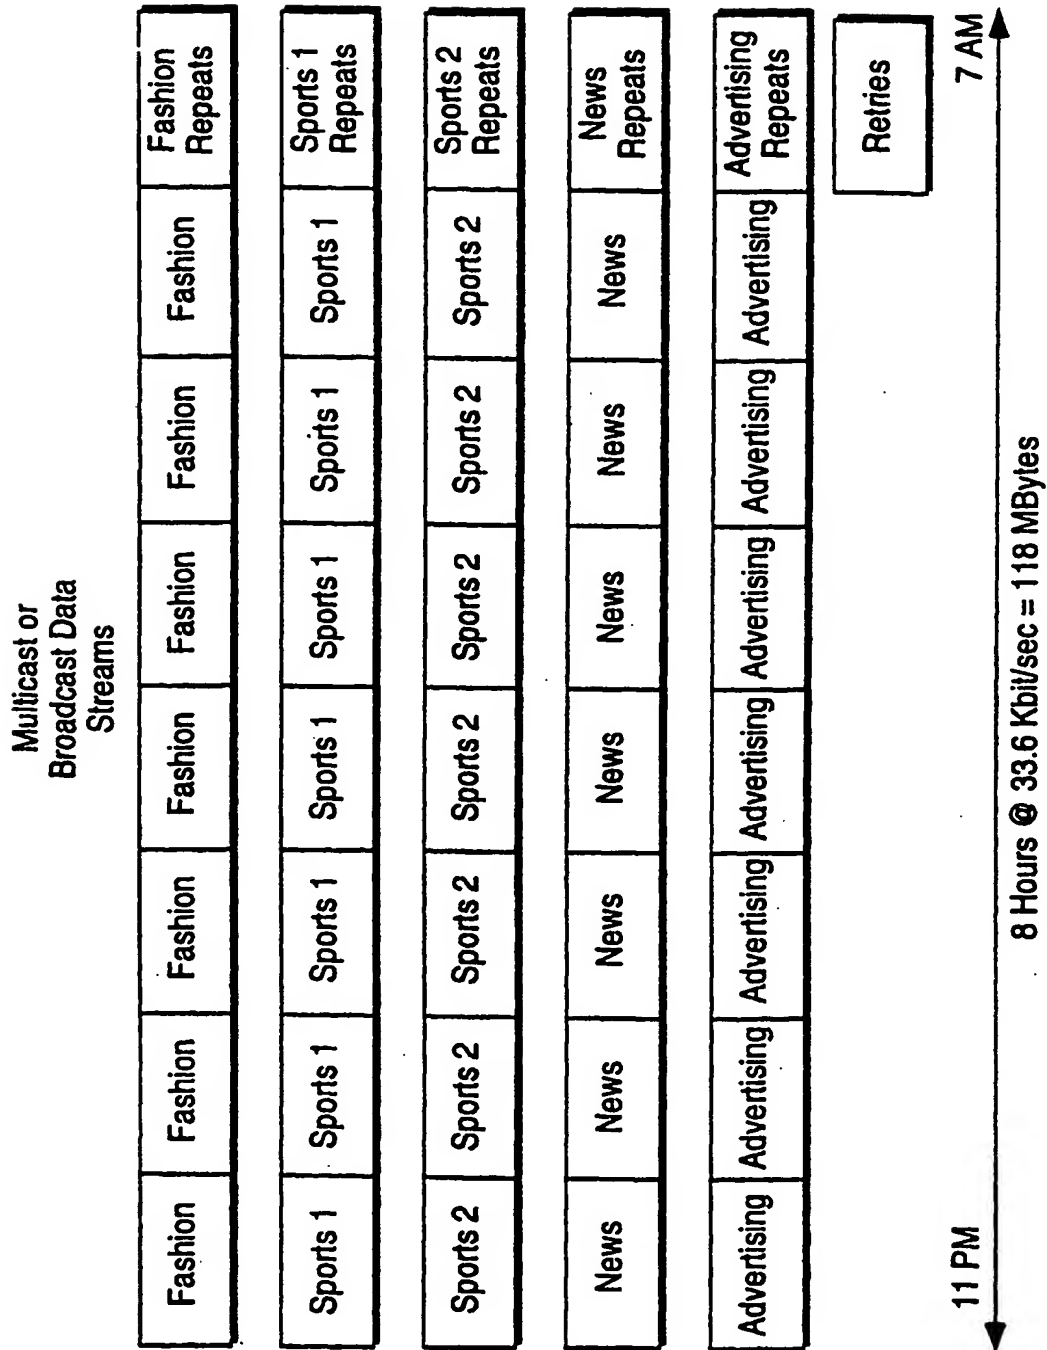 Multicast or
Broadcast Data
Streams
Fashion
Fashion
Fashion
Fashion
Fashion
Fashion
Fashion
Fashion
Repeats
Sports 1
Sports 1
Sports 1
Sports 1
Sports 1
Sports 1
Sports 1
Sports 1
Repeats
Sports 2
Sports 2
Sports 2
Sports 2
Sports 2
Sports 2
Sports 2
Sports 2
Repeats
News
News
News
News
News
News
News
News
Repeats
Advertising
Advertising
Advertising
Advertising
Advertising
Advertising
Advertising
Advertising
Repeats
Retries
11 PM
7 AM
8 Hours @ 33.6 Kbit/sec = 118 MBytes